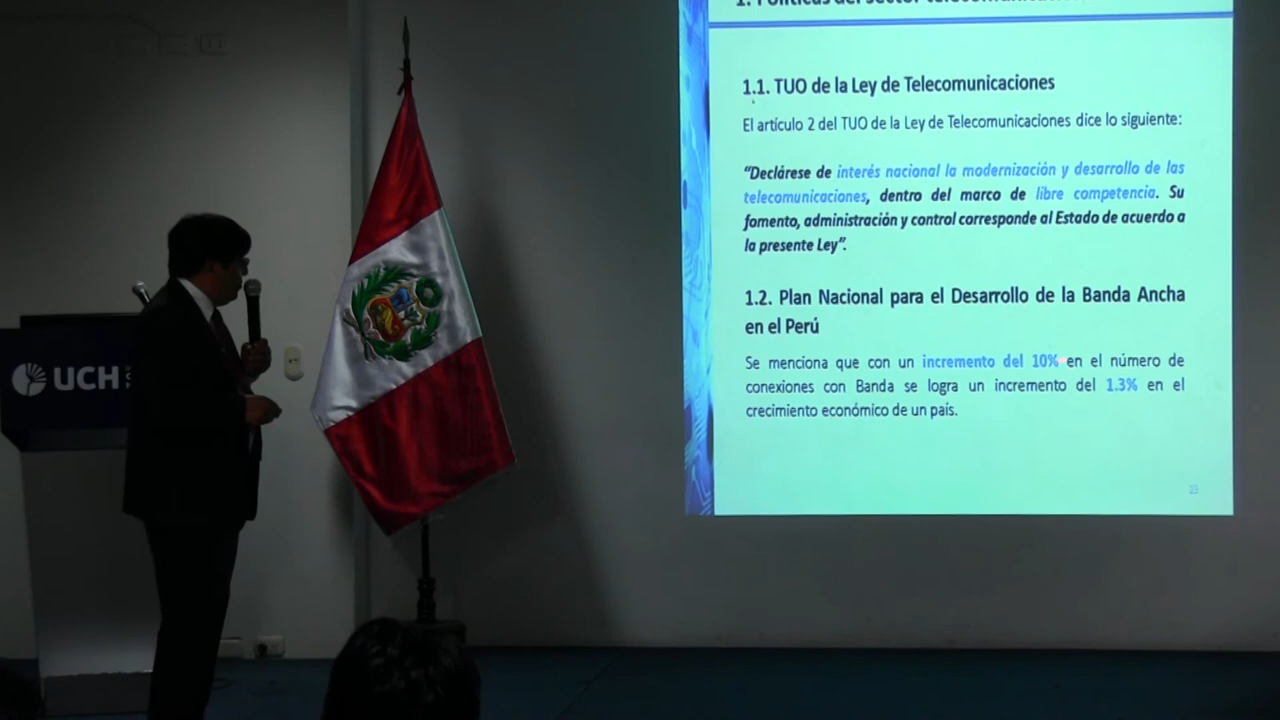 1. Políticas del sector
1.1. TUO de la Ley de Telecomunicaciones
El artículo 2 del TUO de la Ley de Telecomunicaciones dice lo siguiente:
“Declárese de interés nacional la modernización y desarrollo de las
telecomunicaciones, dentro del marco de libre competencia. Su
fomento, administración y control corresponde al Estado de acuerdo a
la presente Ley”.
1.2. Plan Nacional para el Desarrollo de la Banda Ancha
en el Perú
Se menciona que con un incremento del 10% en el número de
conexiones con Banda se logra un incremento del 1.3% en el
crecimiento económico de un país.
UCH